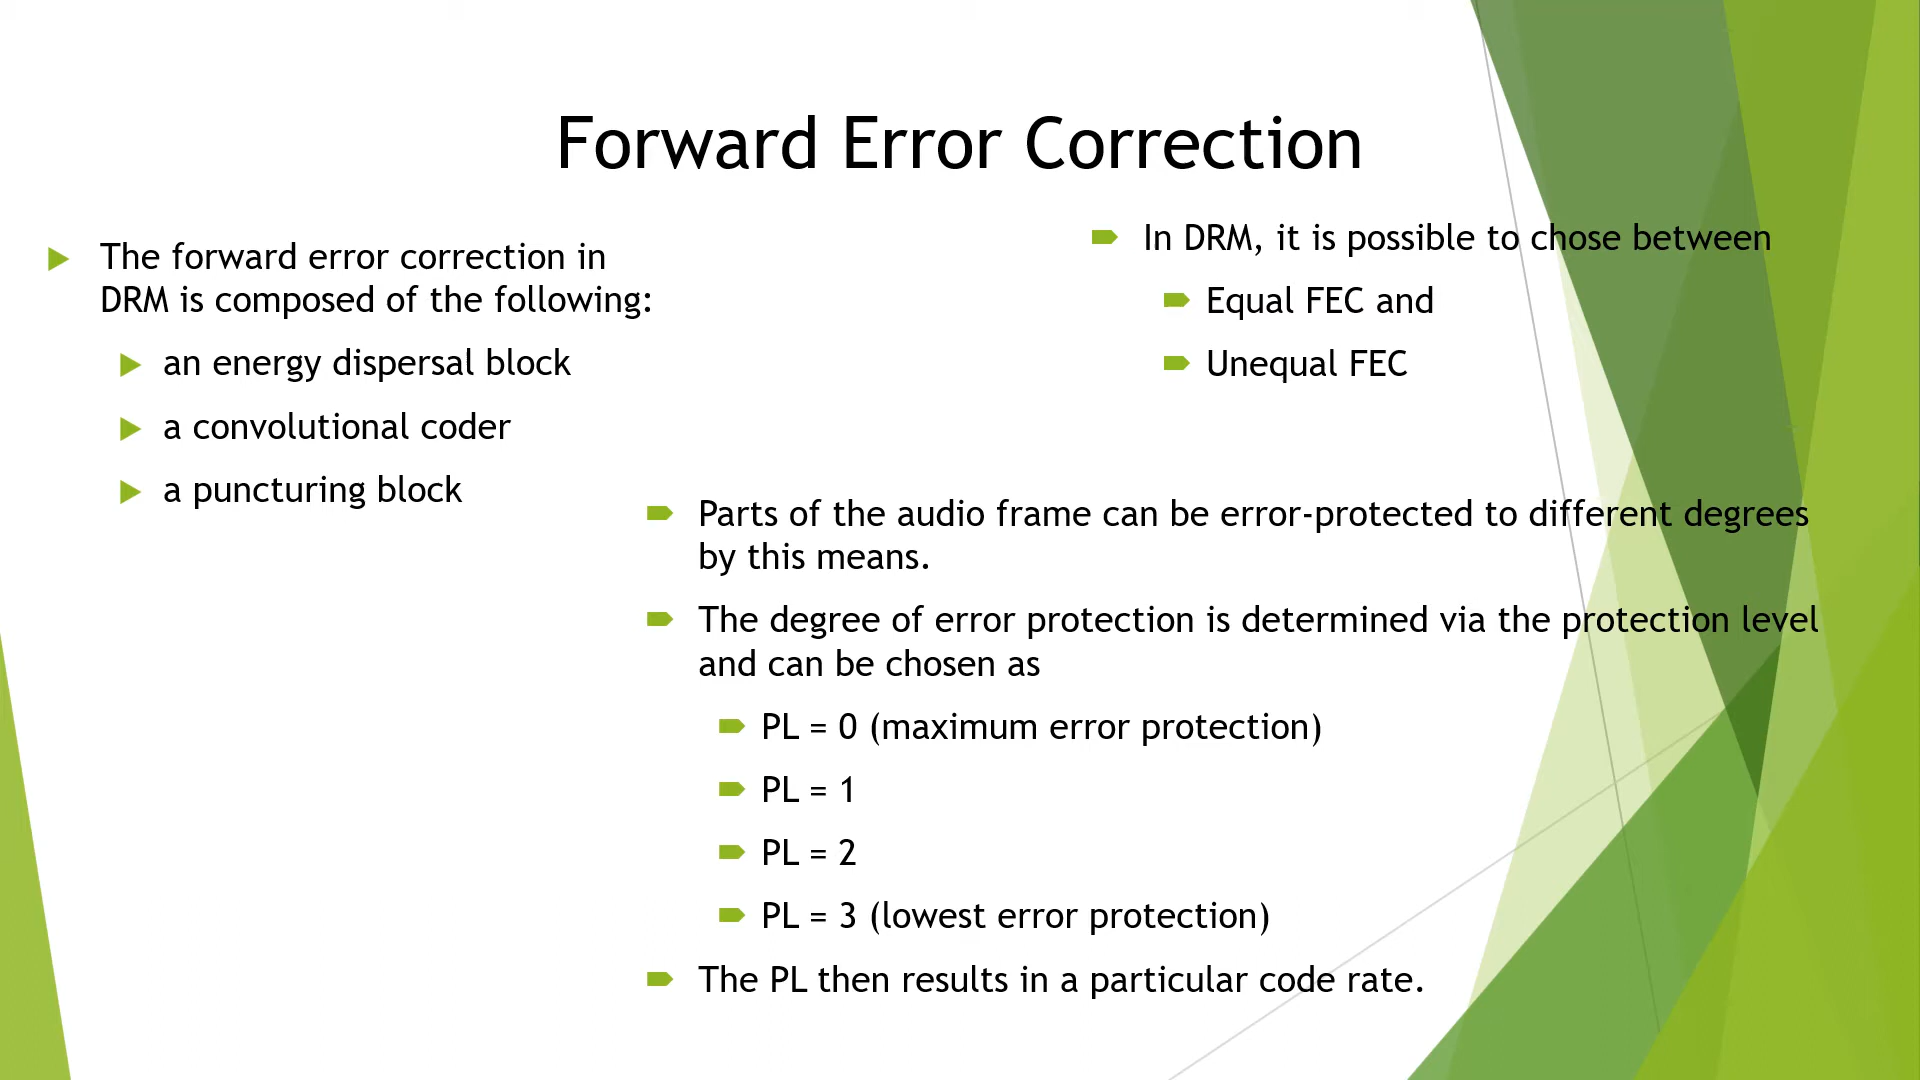 Forward Error Correction
The forward error correction in
DRM is composed of the following:
an energy dispersal block
a convolutional coder
a puncturing block
In DRM, it is possible to chose between
Equal FEC and
Unequal FEC
Parts of the audio frame can be error-protected to different degrees
by this means.
The degree of error protection is determined via the protection level
and can be chosen as
PL = 0 (maximum error protection)
PL = 1
PL = 2
PL = 3 (lowest error protection)
The PL then results in a particular code rate.